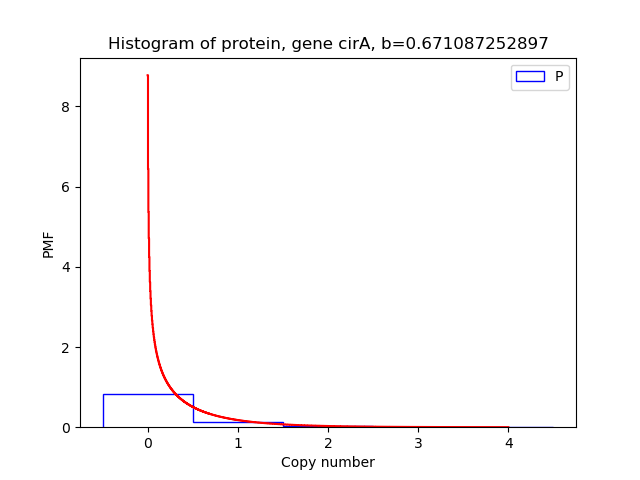 Histogram of protein, gene cirA, b=0.671087252897
P
PMF
8
6
4
2
0
0 1 2 3 4
Copy number